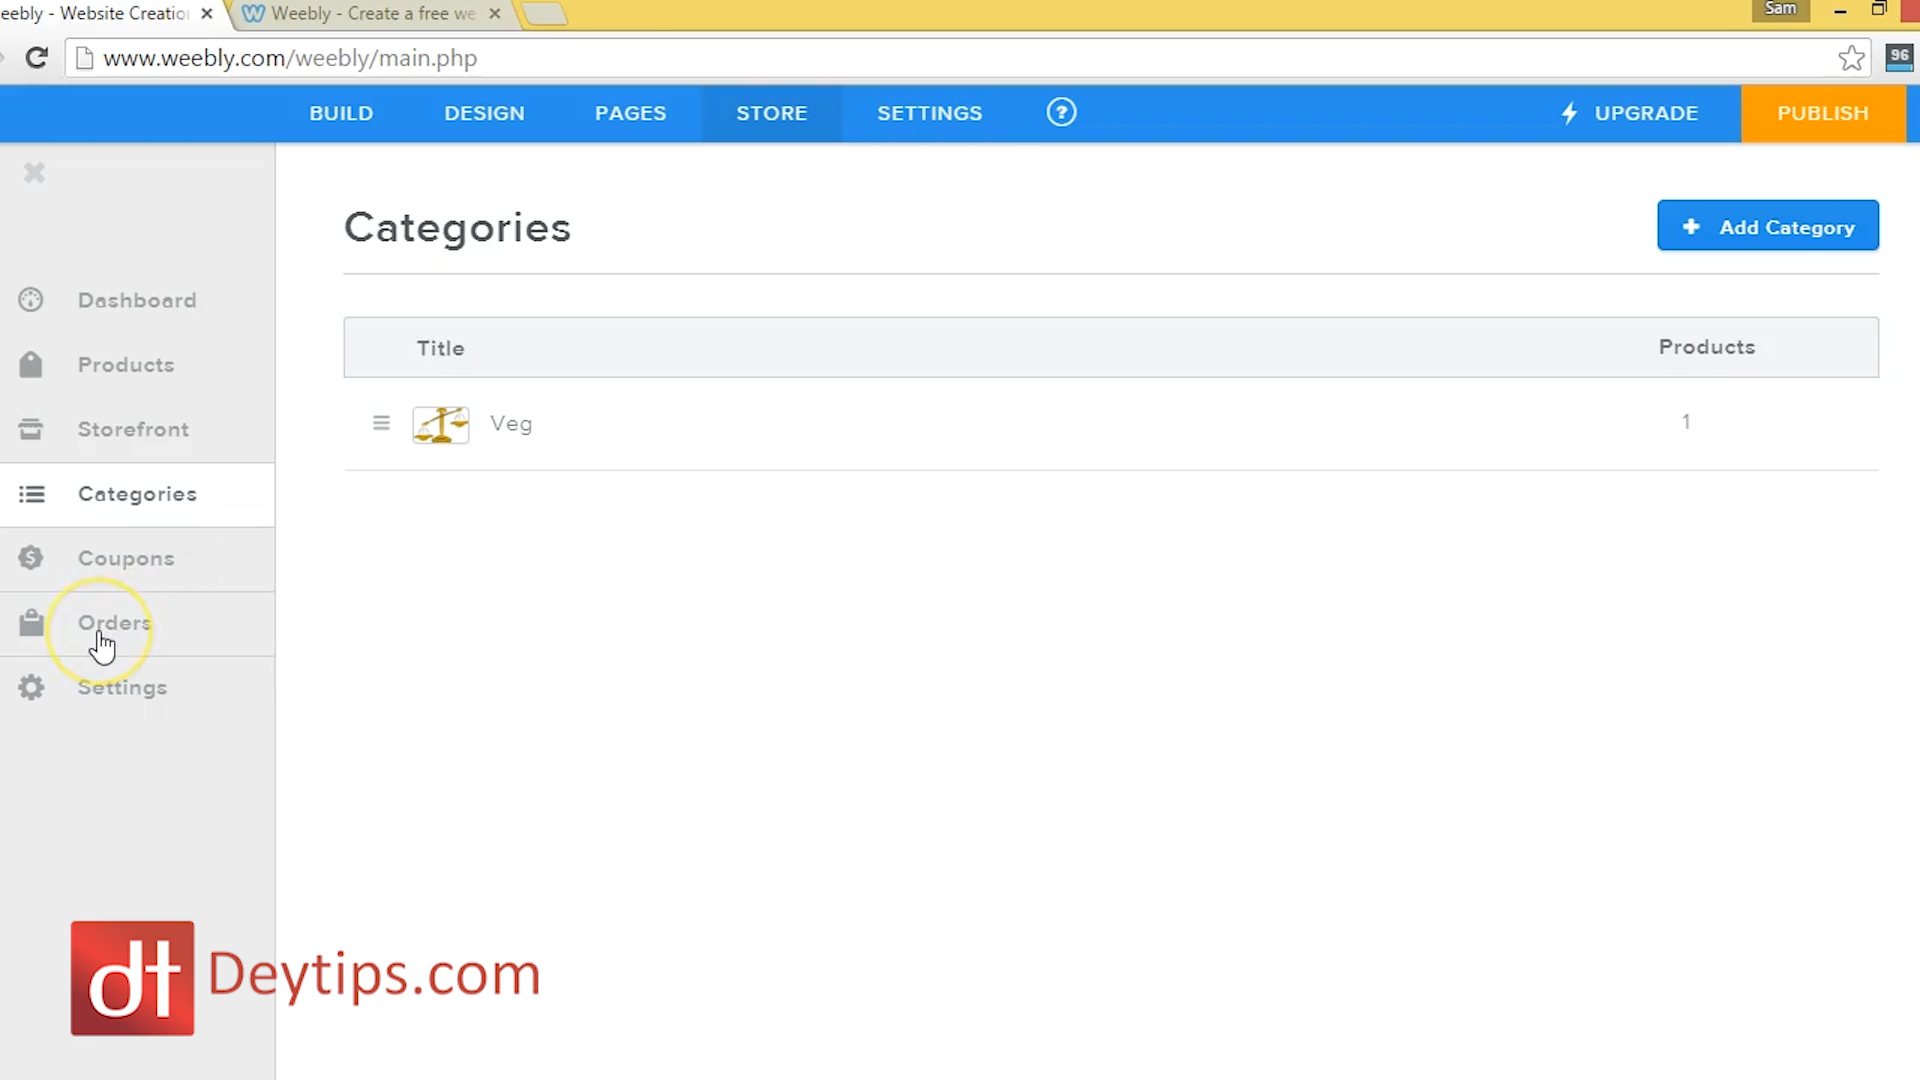 eebly - Website Creatio
Weebly - Create a free we
Sam
www.weebly.com/weebly/main.php
96
BUILD
DESIGN
PAGES
STORE
SETTINGS
?
UPGRADE
PUBLISH
Categories
Add Category
Dashboard
Products
Storefront
Categories
Coupons
Orders
Settings
Title
Products
Veg
1
dt
Deytips.com